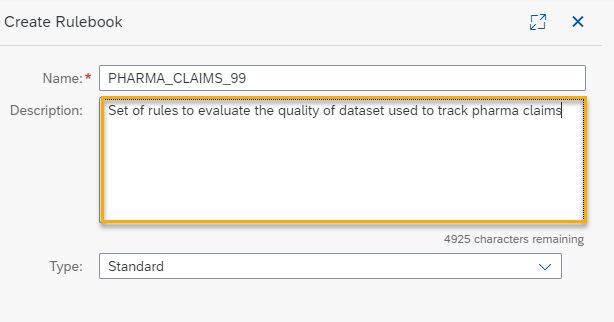 Create Rulebook
Name:* PHARMA_CLAIMS_99
Description: Set of rules to evaluate the quality of dataset used to track pharma claims
4925 characters remaining
Type: Standard